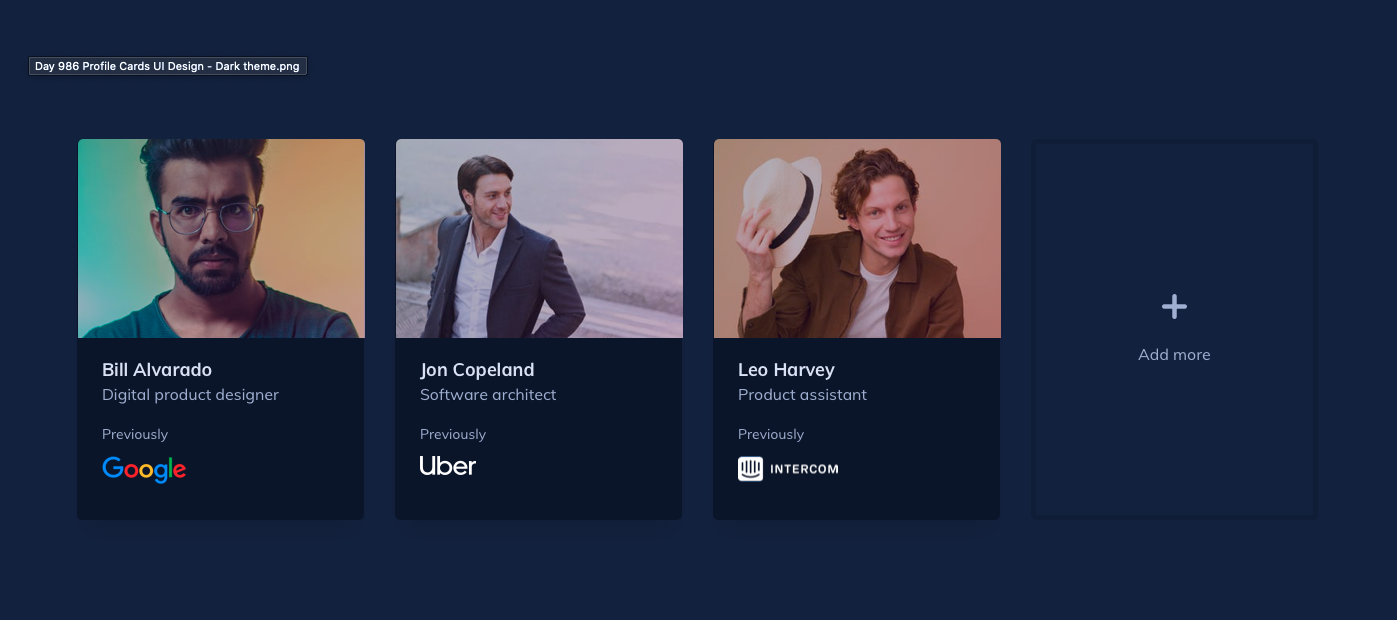 Day 986 Profile Cards UI Design - Dark theme.png
Bill Alvarado
Digital product designer
Previously
Google
Jon Copeland
Software architect
Previously
Uber
Leo Harvey
Product assistant
Previously
INTERCOM
Add more